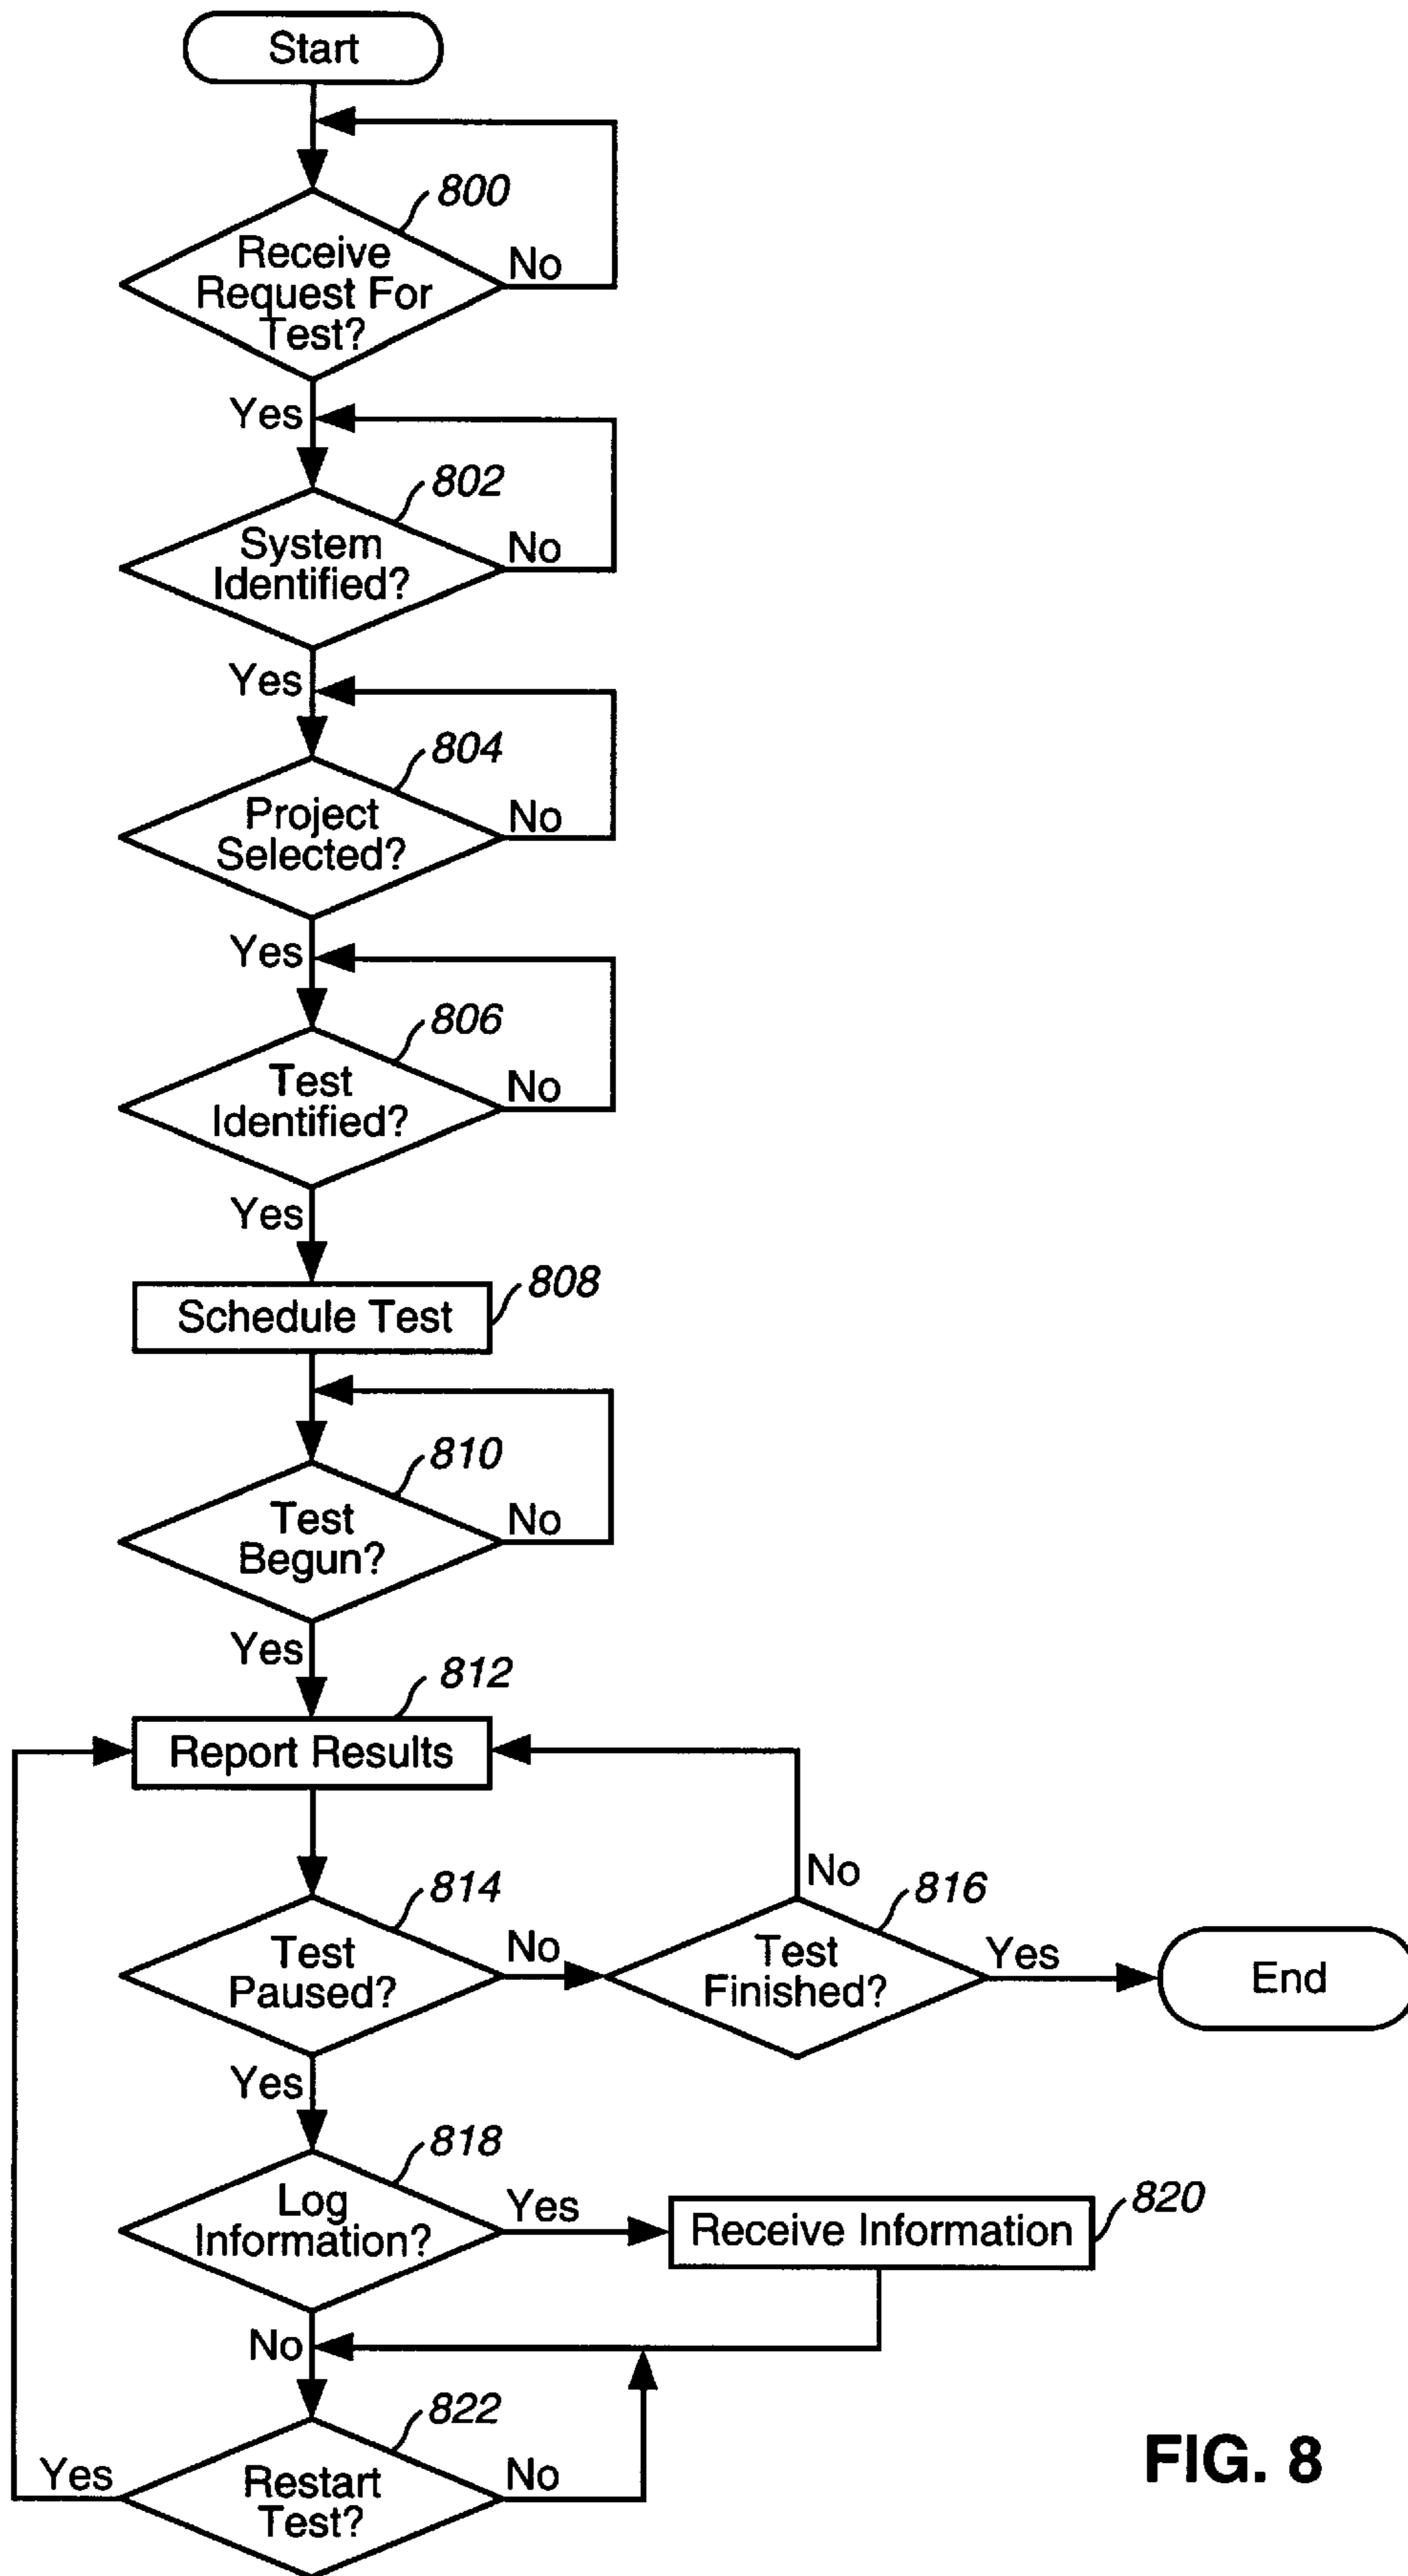 Start
800
Receive
Request For
Test?
No
Yes
802
System
Identified?
No
Yes
804
Project
Selected?
No
Yes
806
Test
Identified?
No
Yes
808
Schedule Test
810
Test
Begun?
No
Yes
812
Report Results
814
Test
Paused?
No
No
816
Test
Finished?
Yes
End
Yes
818
Log
Information?
Yes
820
Receive Information
No
822
Restart
Test?
Yes
No
FIG. 8